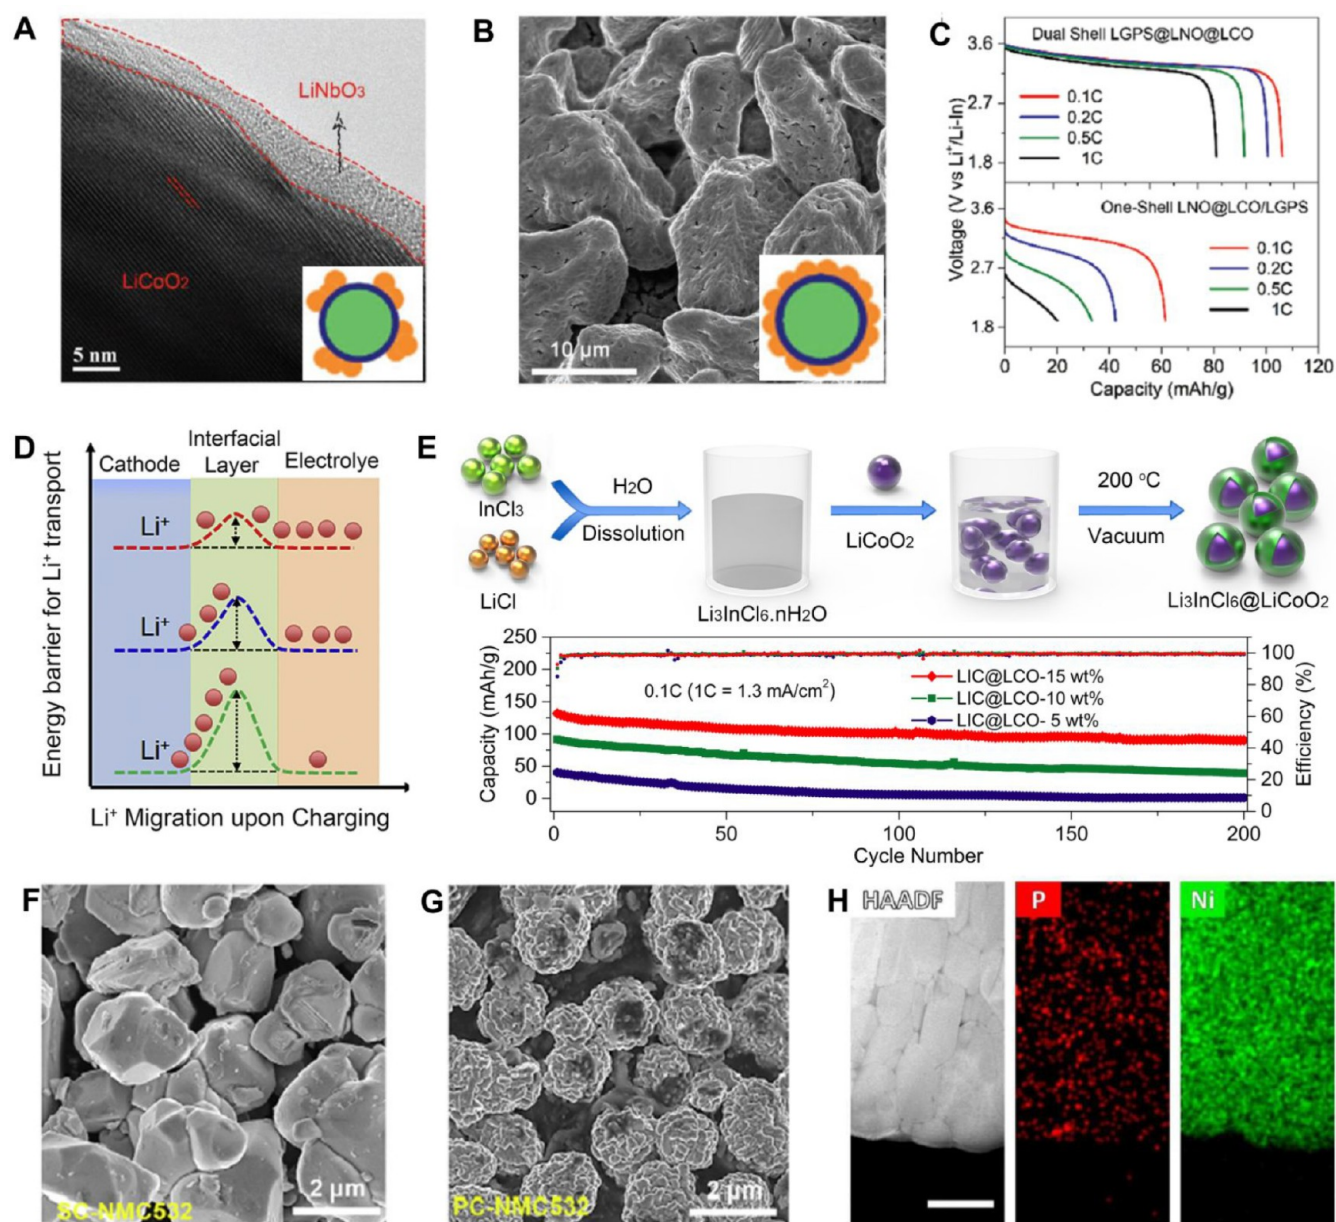 A
LiNbO3
LiCoO2
5 nm
B
10 µm
C
Dual Shell LGPS@LNO@LCO
0.1C
0.2C
0.5C
1C
One-Shell LNO@LCO/LGPS
0.1C
0.2C
0.5C
1C
3.6
2.7
1.8
3.6
2.7
1.8
Voltage (V vs Li⁺/Li-In)
0 20 40 60 80 100 120
Capacity (mAh/g)
D
Cathode
Interfacial
Layer
Electrolye
Li⁺
Li⁺
Li⁺
Energy barrier for Li⁺ transport
Li⁺ Migration upon Charging
E
InCl₃
LiCl
H₂O
Dissolution
Li₃InCl₆.nH₂O
LiCoO₂
200 °C
Vacuum
Li₃InCl₆@LiCoO₂
250
200
150
100
50
0
Capacity (mAh/g)
0.1C (1C = 1.3 mA/cm²)
LIC@LCO-15 wt%
LIC@LCO-10 wt%
LIC@LCO- 5 wt%
100
80
60
40
20
0
Efficiency (%)
0 50 100 150 200
Cycle Number
F
SC-NMC532
2 µm
G
PC-NMC532
2 µm
H
HAADF
P
Ni